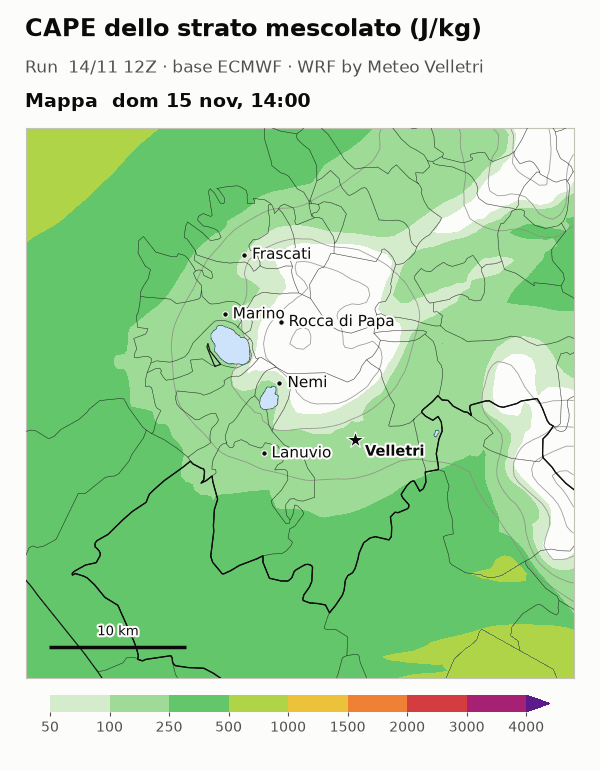 CAPE dello strato mescolato (J/kg)
Run  14/11 12Z · base ECMWF · WRF by Meteo Velletri
Mappa  dom 15 nov, 14:00
Frascati
Marino
Rocca di Papa
Nemi
Velletri
Lanuvio
10 km
50 100 250 500 1000 1500 2000 3000 4000